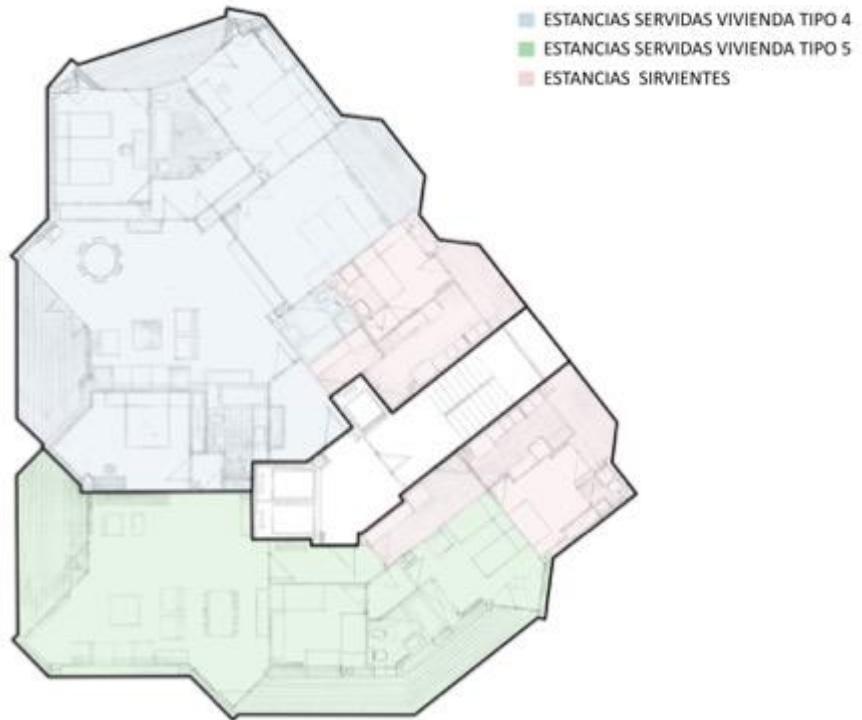 ESTANCIAS SERVIDAS VIVIENDA TIPO 4
ESTANCIAS SERVIDAS VIVIENDA TIPO 5
ESTANCIAS SIRVIENTES